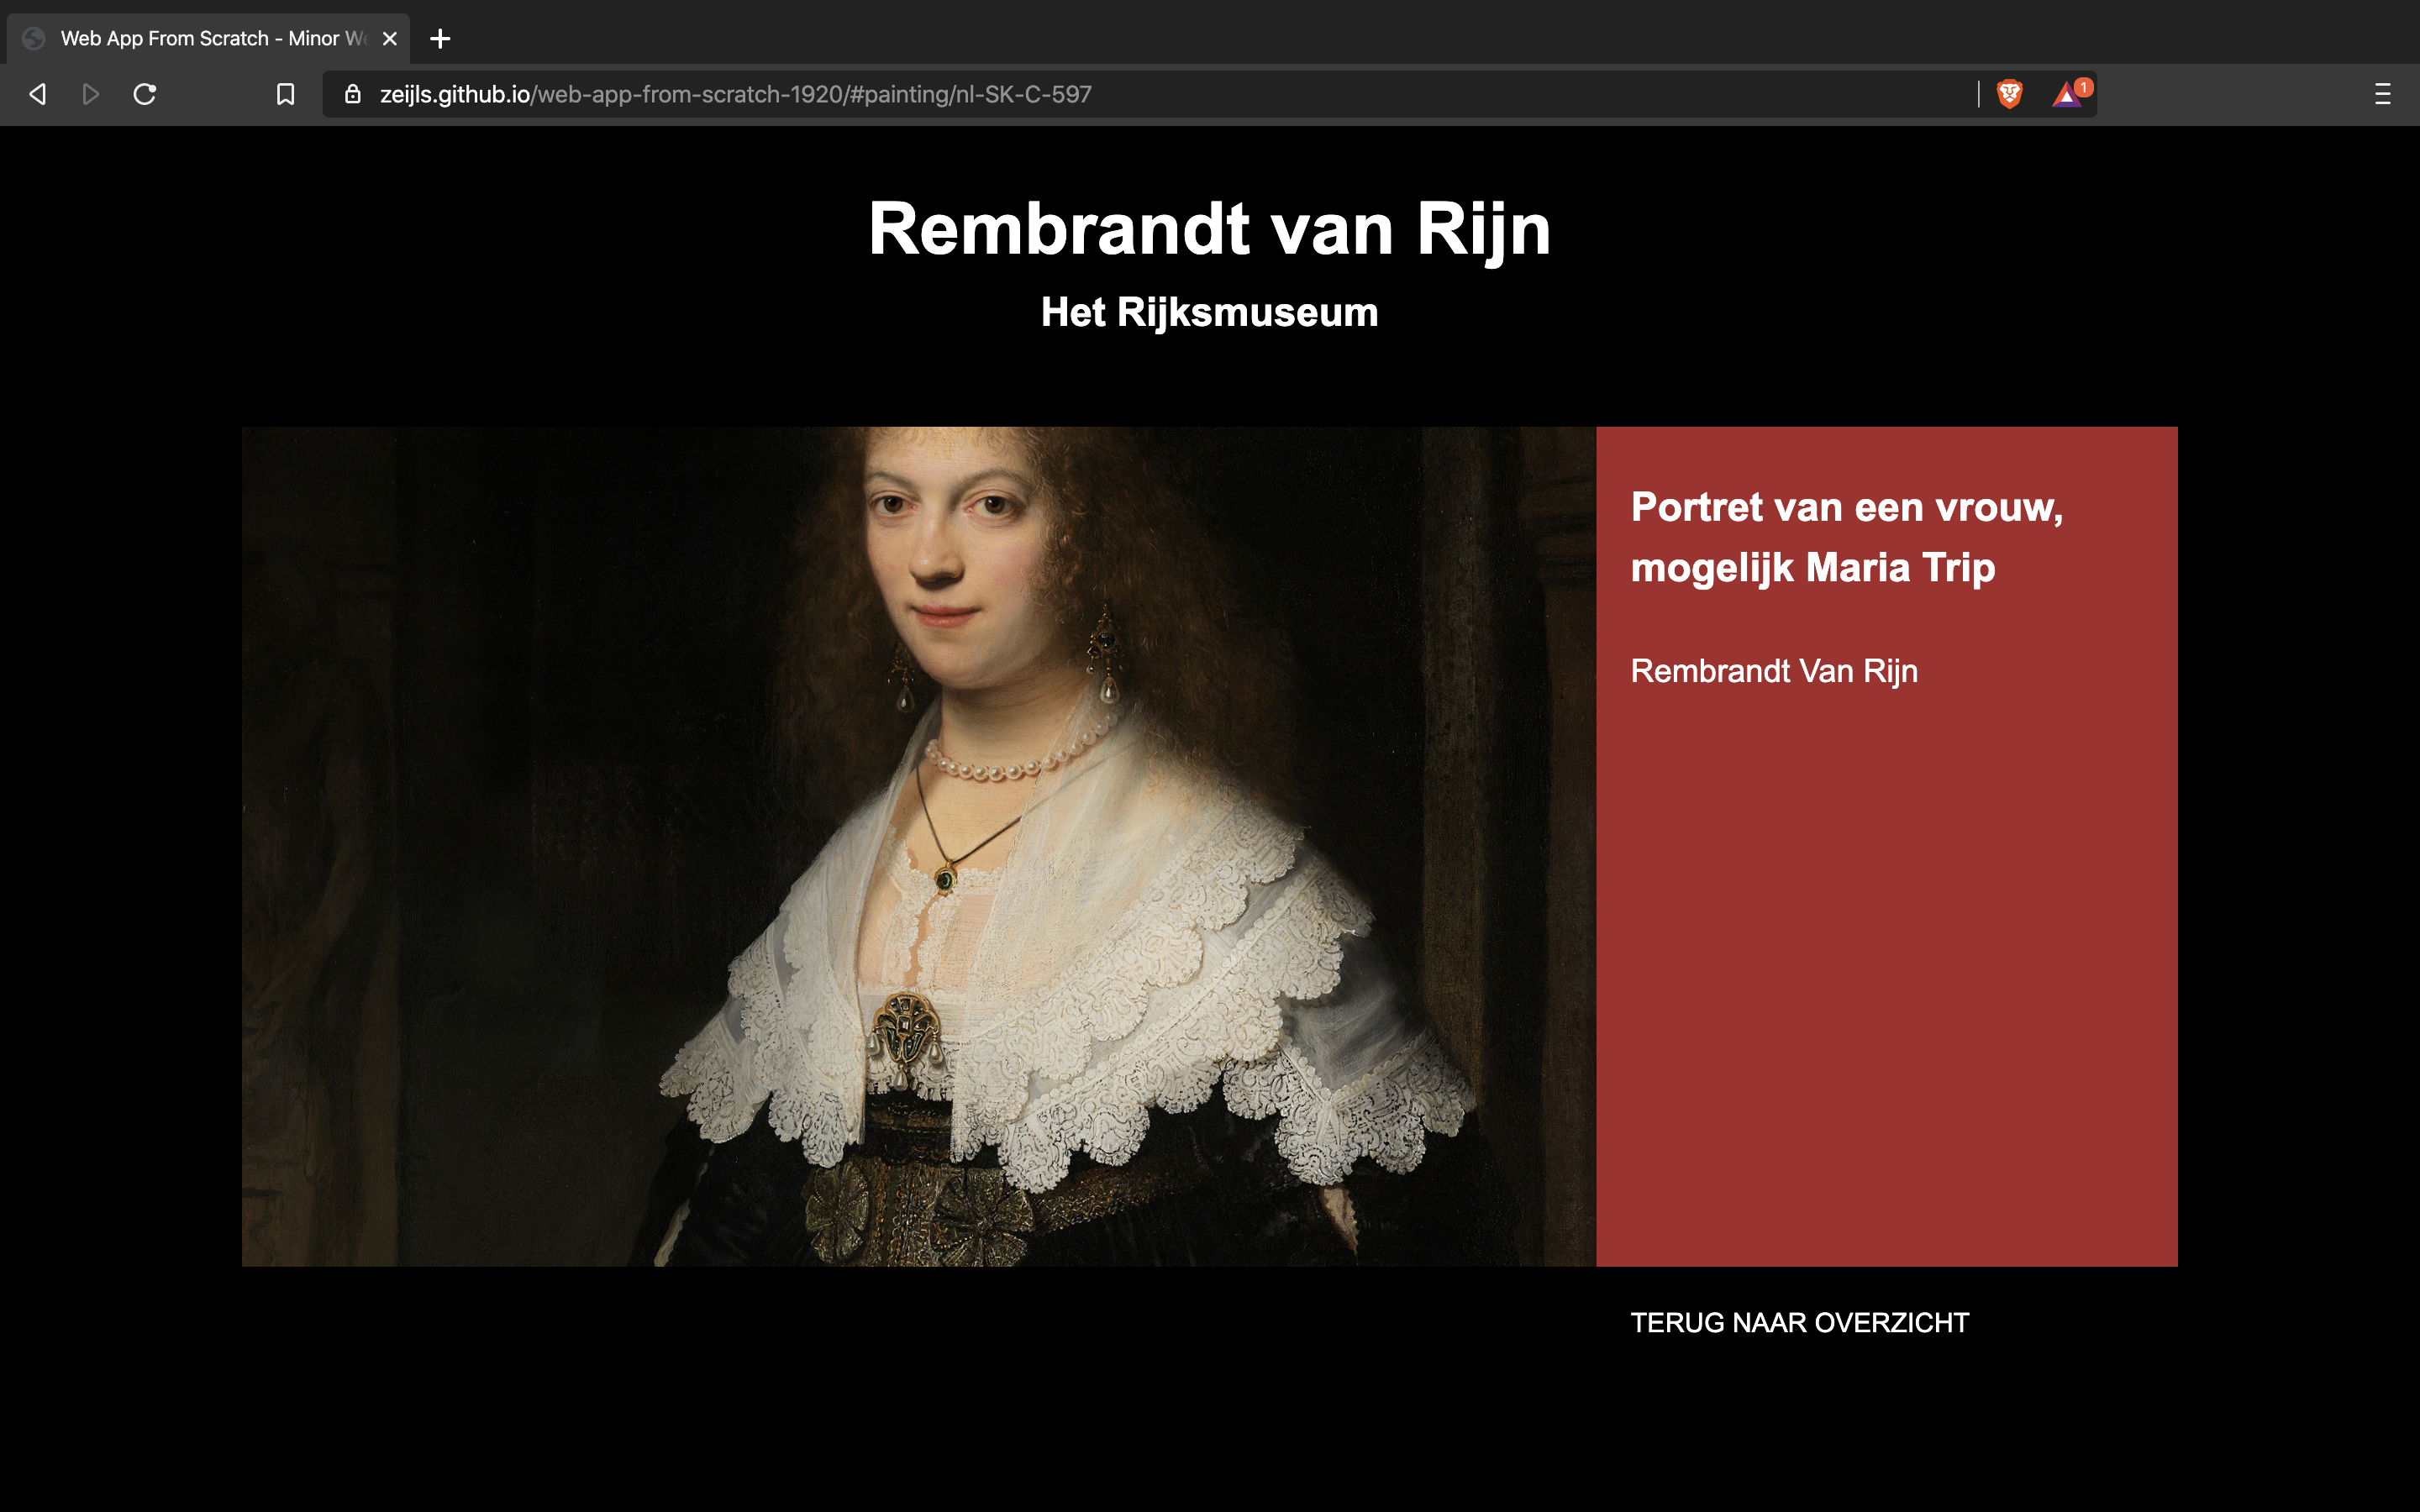 Web App From Scratch - Minor We
zeijls.github.io/web-app-from-scratch-1920/#painting/nl-SK-C-597
1
Rembrandt van Rijn
Het Rijksmuseum
Portret van een vrouw,
mogelijk Maria Trip
Rembrandt Van Rijn
TERUG NAAR OVERZICHT